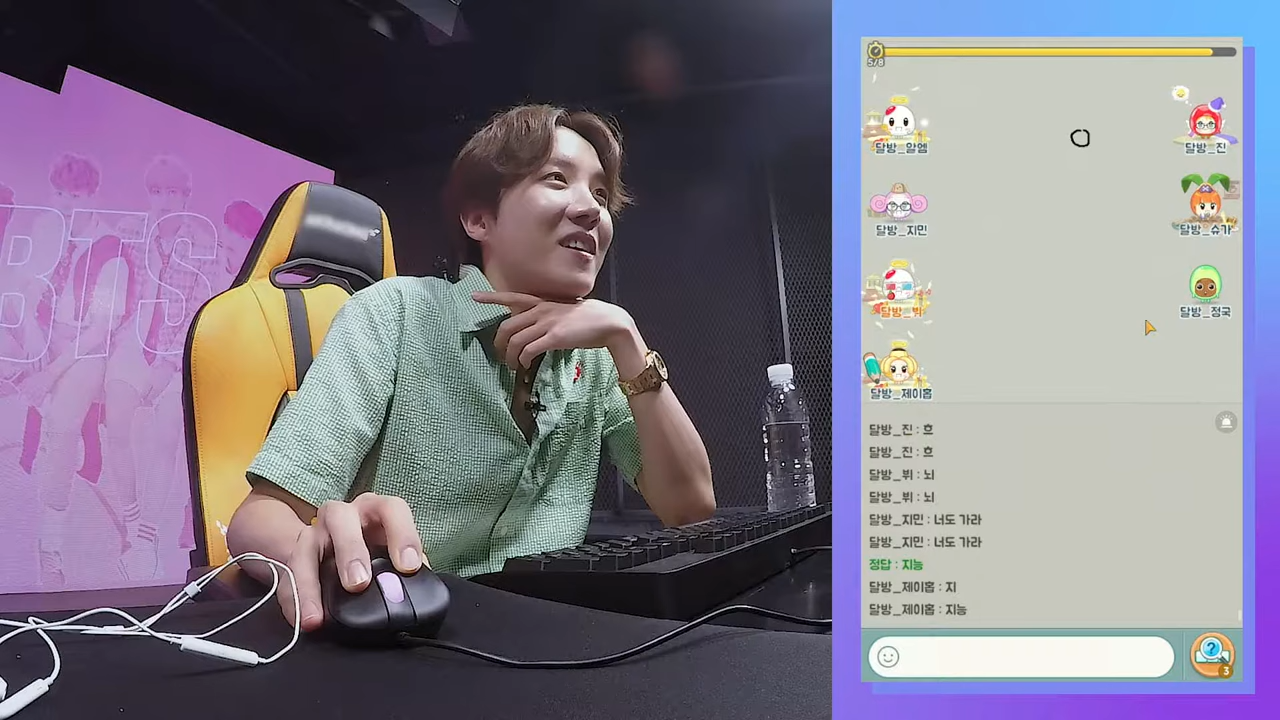 BTS
5/8
달방_알엠
달방_진
달방_지민
달방_슈가
달방_뷔
달방_정국
달방_제이홉
달방_진 : 흐
달방_진 : 흐
달방_뷔 : 뇌
달방_뷔 : 뇌
달방_지민 : 너도 가라
달방_지민 : 너도 가라
정답 : 지능
달방_제이홉 : 지
달방_제이홉 : 지능
?
3